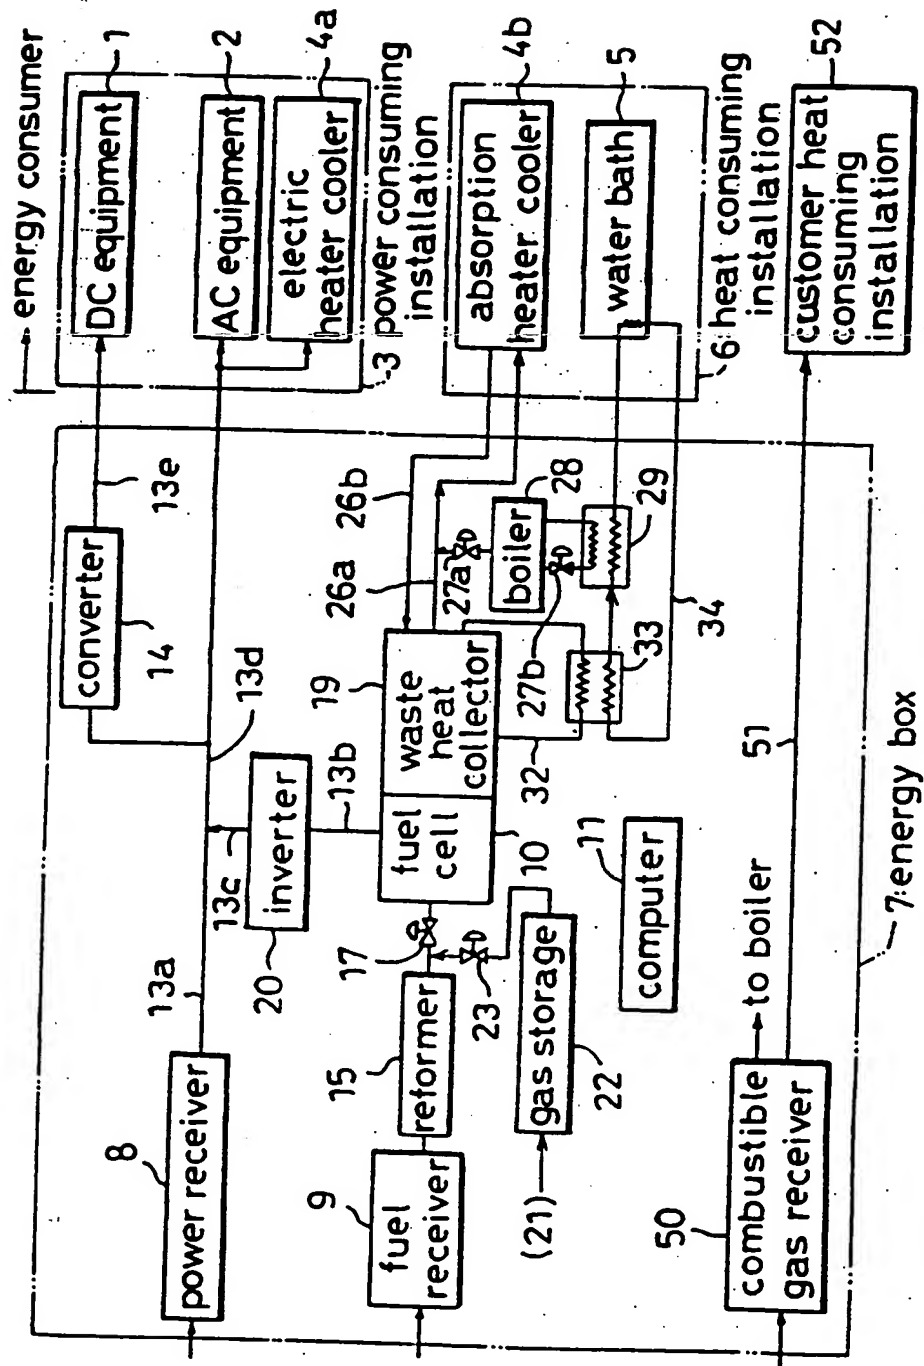 energy consumer
DC equipment
1
AC equipment
2
electric
heater cooler
4a
3 power consuming
installation
absorption
heater cooler
4b
water bath
5
6: heat consuming
installation
customer heat
consuming
installation
52
converter
14
13e
13d
13a
13c
inverter
20
13b
power receiver
8
fuel
receiver
9
reformer
15
17
23
gas storage
22
(21)
fuel
cell
10
waste
heat
collector
19
26b
26a
27a
boiler
28
27b
29
33
32
34
computer
11
combustible
gas receiver
50
to boiler
51
7: energy box